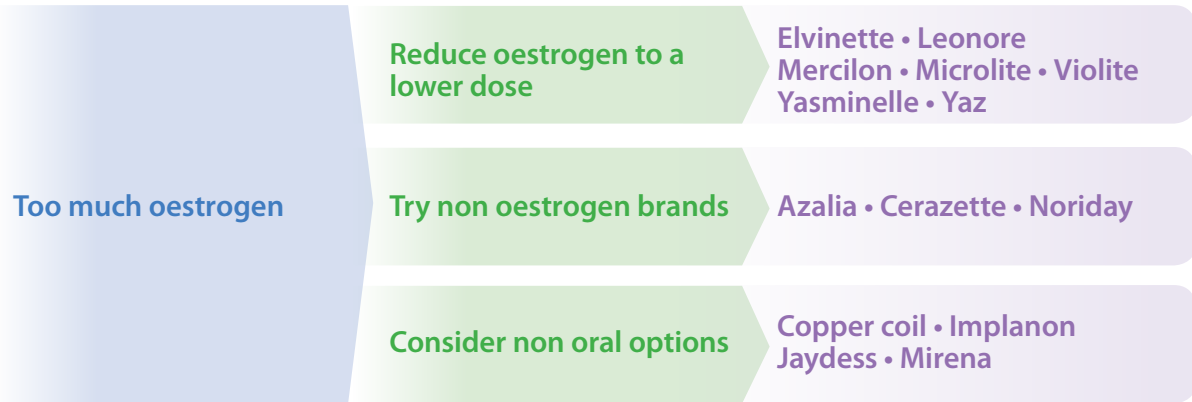 Too much oestrogen
Reduce oestrogen to a
lower dose
Elvinette • Leonore
Mercilon • Microlite • Violite
Yasminelle • Yaz
Try non oestrogen brands
Azalia • Cerazette • Noriday
Consider non oral options
Copper coil • Implanon
Jaydess • Mirena